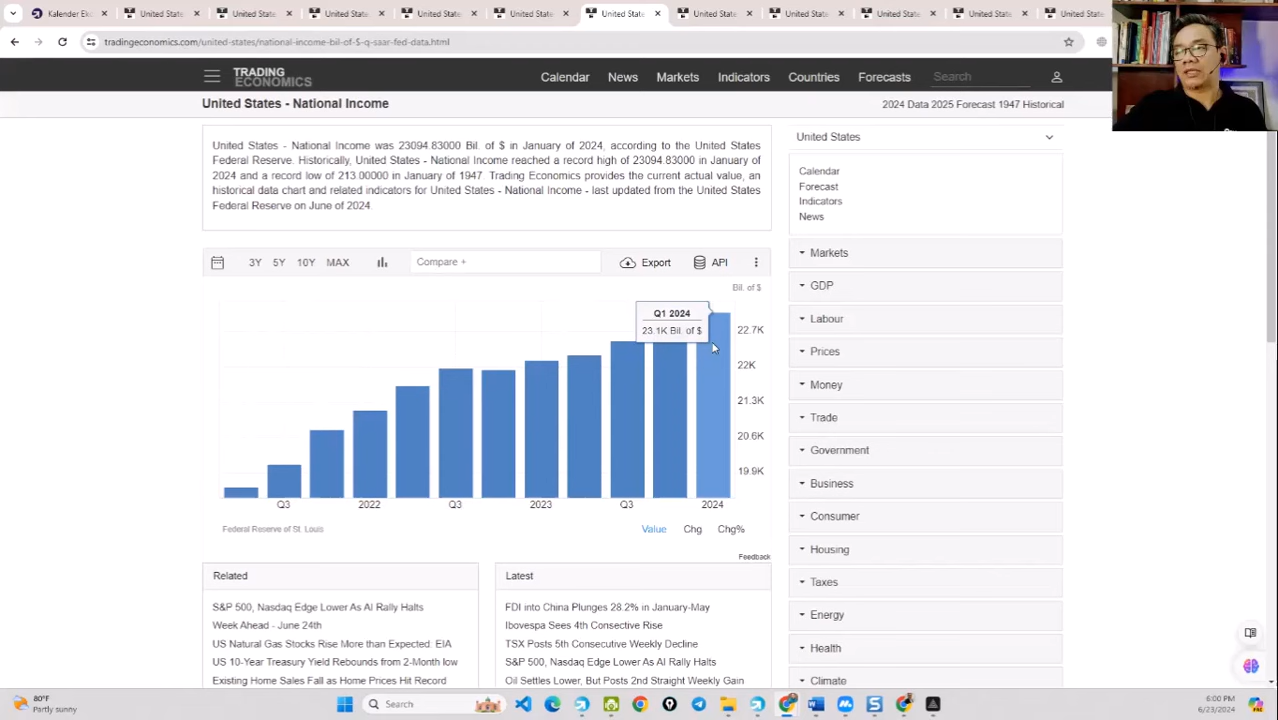 Kalender Ek
United State
United State
United State
United State
United State
United State
United State
United State
United State
United State
United State
tradingeconomics.com/united-states/national-income-bil-of-$-q-saar-fed-data.html
TRADING
ECONOMICS
Calendar
News
Markets
Indicators
Countries
Forecasts
Search
United States - National Income
2024 Data 2025 Forecast 1947 Historical
United States - National Income was 23094.83000 Bil. of $ in January of 2024, according to the United States
Federal Reserve. Historically, United States - National Income reached a record high of 23094.83000 in January of
2024 and a record low of 213.00000 in January of 1947. Trading Economics provides the current actual value, an
historical data chart and related indicators for United States - National Income - last updated from the United States
Federal Reserve on June of 2024.
United States
Calendar
Forecast
Indicators
News
Markets
GDP
Labour
Prices
Money
Trade
Government
Business
Consumer
Housing
Taxes
Energy
Health
Climate
3Y 5Y 10Y MAX
Compare +
Export
API
Bil. of $
Q1 2024
23.1K Bil. of $
22.7K
22K
21.3K
20.6K
19.9K
Q3
2022
Q3
2023
Q3
2024
Federal Reserve of St. Louis
Value Chg Chg%
Feedback
Related
S&P 500, Nasdaq Edge Lower As AI Rally Halts
Week Ahead - June 24th
US Natural Gas Stocks Rise More than Expected: EIA
US 10-Year Treasury Yield Rebounds from 2-Month low
Existing Home Sales Fall as Home Prices Hit Record
Latest
FDI into China Plunges 28.2% in January-May
Ibovespa Sees 4th Consecutive Rise
TSX Posts 5th Consecutive Weekly Decline
S&P 500, Nasdaq Edge Lower As AI Rally Halts
Oil Settles Lower, But Posts 2nd Straight Weekly Gain
80°F
Partly sunny
Search
6:00 PM
6/23/2024